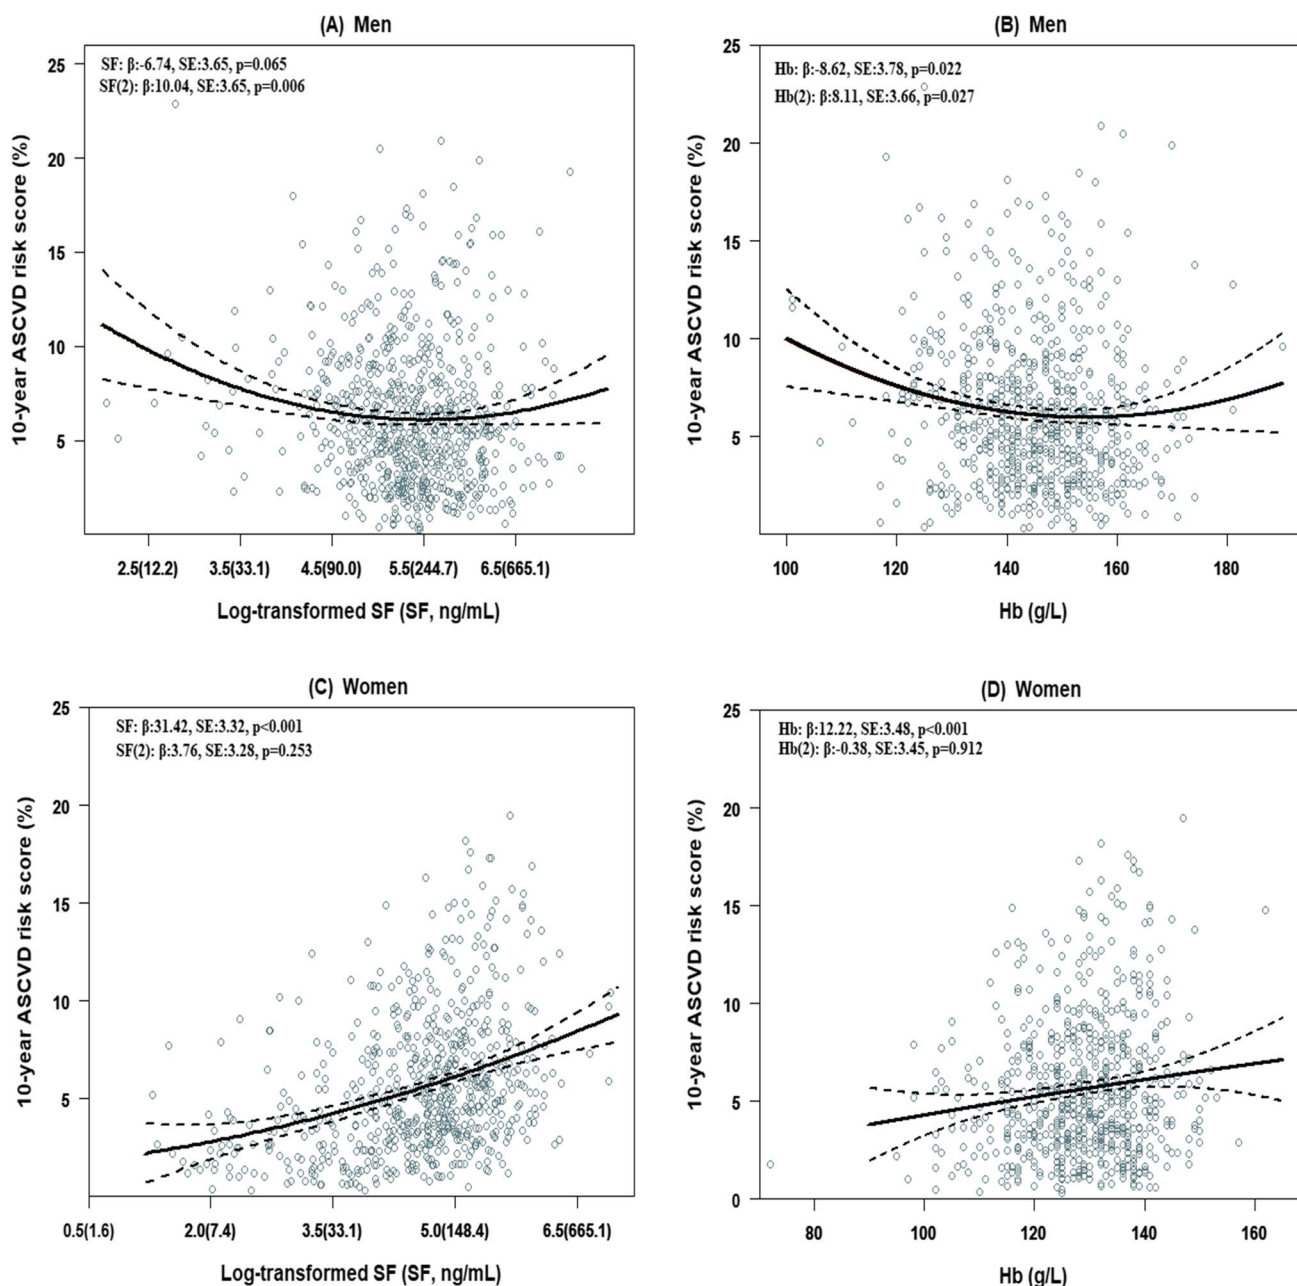 (A) Men
SF: β:-6.74, SE:3.65, p=0.065
SF(2): β:10.04, SE:3.65, p=0.006
25
20
15
10
5
10-year ASCVD risk score (%)
2.5(12.2) 3.5(33.1) 4.5(90.0) 5.5(244.7) 6.5(665.1)
Log-transformed SF (SF, ng/mL)
(B) Men
Hb: β:-8.62, SE:3.78, p=0.022
Hb(2): β:8.11, SE:3.66, p=0.027
25
20
15
10
5
10-year ASCVD risk score (%)
100 120 140 160 180
Hb (g/L)
(C) Women
SF: β:31.42, SE:3.32, p<0.001
SF(2): β:3.76, SE:3.28, p=0.253
25
20
15
10
5
10-year ASCVD risk score (%)
0.5(1.6) 2.0(7.4) 3.5(33.1) 5.0(148.4) 6.5(665.1)
Log-transformed SF (SF, ng/mL)
(D) Women
Hb: β:12.22, SE:3.48, p<0.001
Hb(2): β:-0.38, SE:3.45, p=0.912
25
20
15
10
5
0
10-year ASCVD risk score (%)
80 100 120 140 160
Hb (g/L)